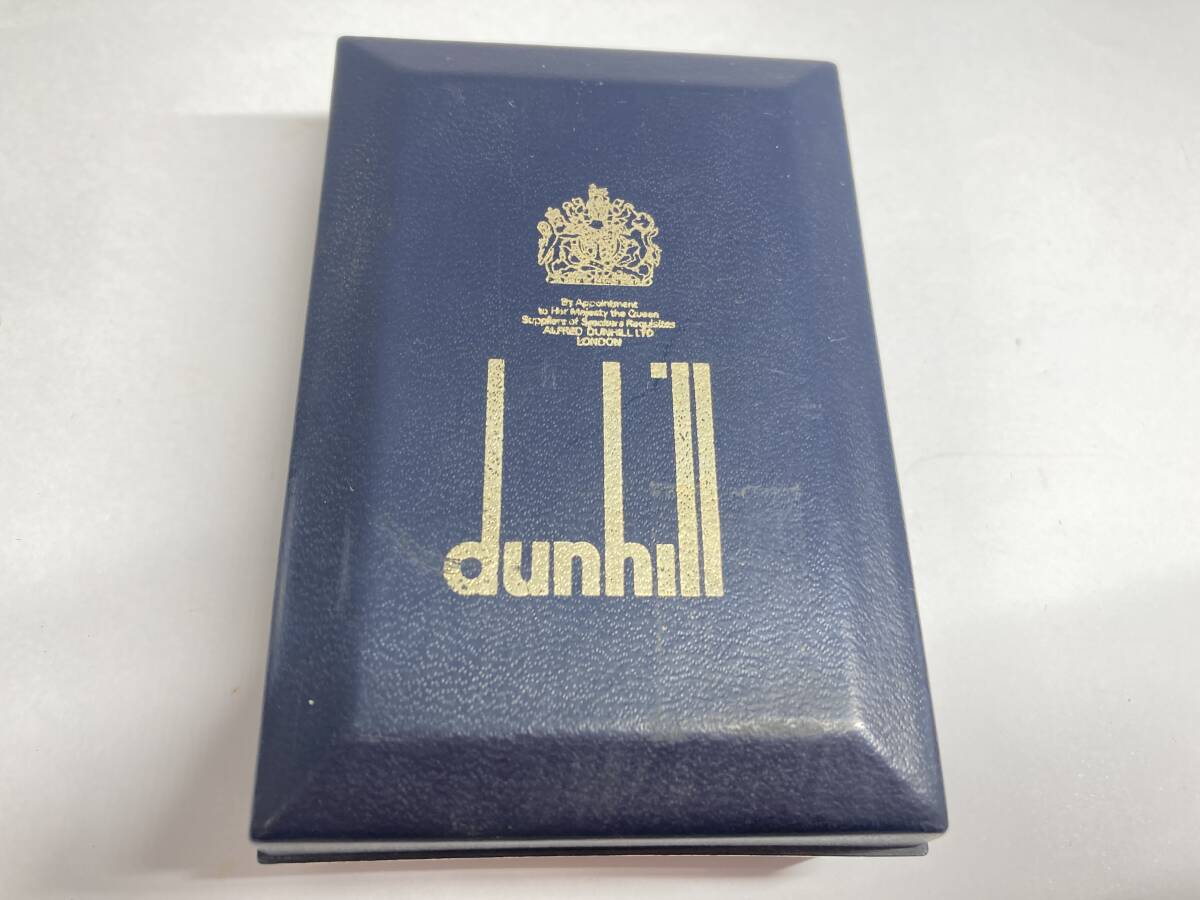 By Appointment
to Her Majesty the Queen
Suppliers of Smokers Requisites
ALFRED DUNHILL LTD
LONDON
dunhill